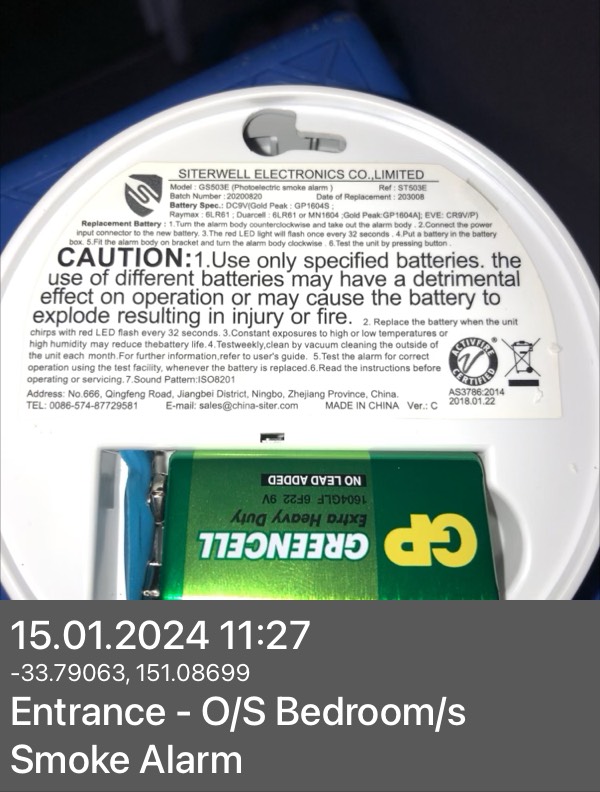 SITERWELL ELECTRONICS CO.,LIMITED
Model : GS503E (Photoelectric smoke alarm )
Ref : ST503E
Batch Number : 20200820
Date of Replacement : 203008
Battery Spec.: DC9V(Gold Peak : GP1604S ;
Raymax : 6LR61 ; Duarcell : 6LR61 or MN1604 ;Gold Peak:GP1604A]; EVE: CR9V/P)
Replacement Battery : 1.Turn the alarm body counterclockwise and take out the alarm body . 2.Connect the power
input connector to the new battery. 3.The red LED light will flash once every 32 seconds . 4.Put a battery in the battery
box. 5.Fit the alarm body on bracket and turn the alarm body clockwise . 6.Test the unit by pressing button .
CAUTION:1.Use only specified batteries. the
use of different batteries may have a detrimental
effect on operation or may cause the battery to
explode resulting in injury or fire. 2. Replace the battery when the unit
chirps with red LED flash every 32 seconds. 3.Constant exposures to high or low temperatures or
high humidity may reduce thebattery life. 4.Testweekly,clean by vacuum cleaning the outside of
the unit each month.For further information,refer to user's guide. 5.Test the alarm for correct
operation using the test facility, whenever the battery is replaced.6.Read the instructions before
operating or servicing.7.Sound Pattern:ISO8201
ACTIVFIRE
CERTIFIED
AS3786:2014
2018.01.22
Address: No.666, Qingfeng Road, Jiangbei District, Ningbo, Zhejiang Province, China.
TEL: 0086-574-87729581 E-mail: sales@china-siter.com MADE IN CHINA Ver.: C
GP
GREENCELL
Extra Heavy Duty
1604GLF 6F22 9V
NO LEAD ADDED
15.01.2024 11:27
-33.79063, 151.08699
Entrance - O/S Bedroom/s
Smoke Alarm